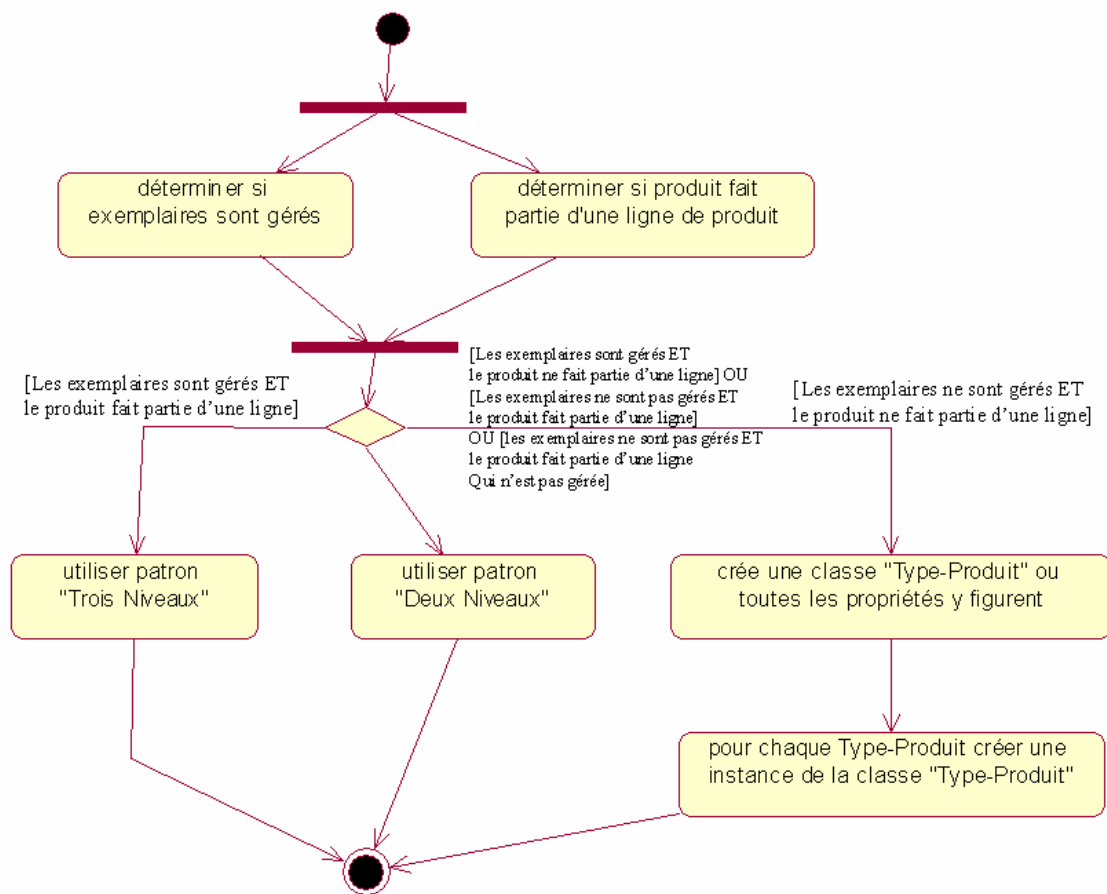 déterminer si
exemplaires sont gérés
déterminer si produit fait
partie d'une ligne de produit
[Les exemplaires sont gérés ET
le produit fait partie d'une ligne]
[Les exemplaires sont gérés ET
le produit ne fait partie d'une ligne] OU
[Les exemplaires ne sont pas gérés ET
le produit fait partie d'une ligne]
OU [les exemplaires ne sont pas gérés ET
le produit fait partie d'une ligne
Qui n'est pas gérée]
[Les exemplaires ne sont gérés ET
le produit ne fait partie d'une ligne]
utiliser patron
"Trois Niveaux"
utiliser patron
"Deux Niveaux"
crée une classe "Type-Produit" ou
toutes les propriétés y figurent
pour chaque Type-Produit créer une
instance de la classe "Type-Produit"